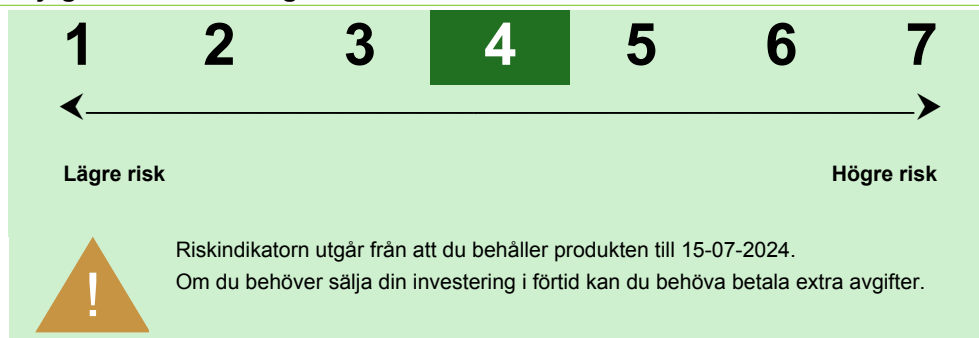 1 2 3 4 5 6 7
Lägre risk Högre risk
Riskindikatorn utgår från att du behåller produkten till 15-07-2024.
!
Om du behöver sälja din investering i förtid kan du behöva betala extra avgifter.